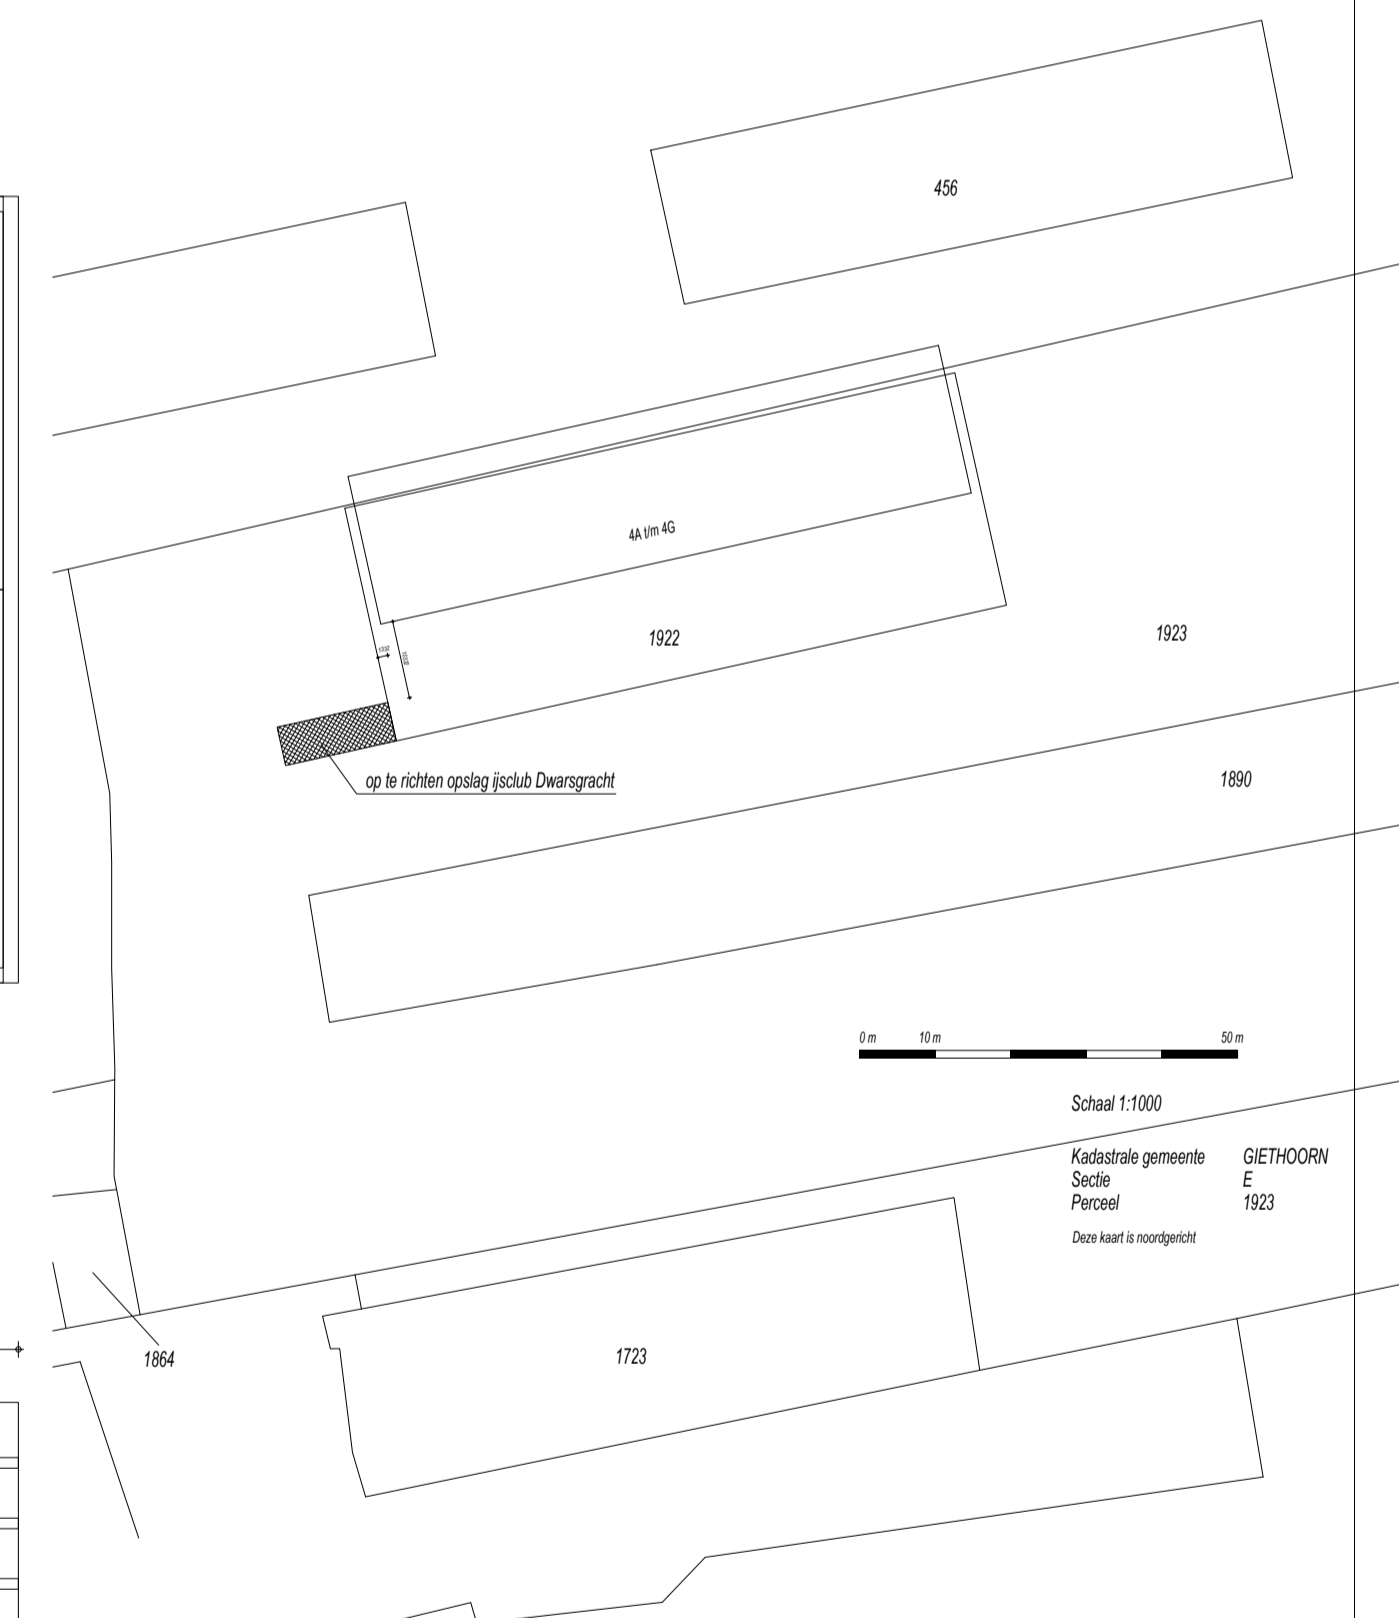 456
4A t/m 4G
1922
1923
op te richten opslag ijsclub Dwarsgracht
1890
0 m 10 m 50 m
Schaal 1:1000
Kadastrale gemeente GIETHOORN
Sectie E
Perceel 1923
Deze kaart is noordgericht
1864
1723